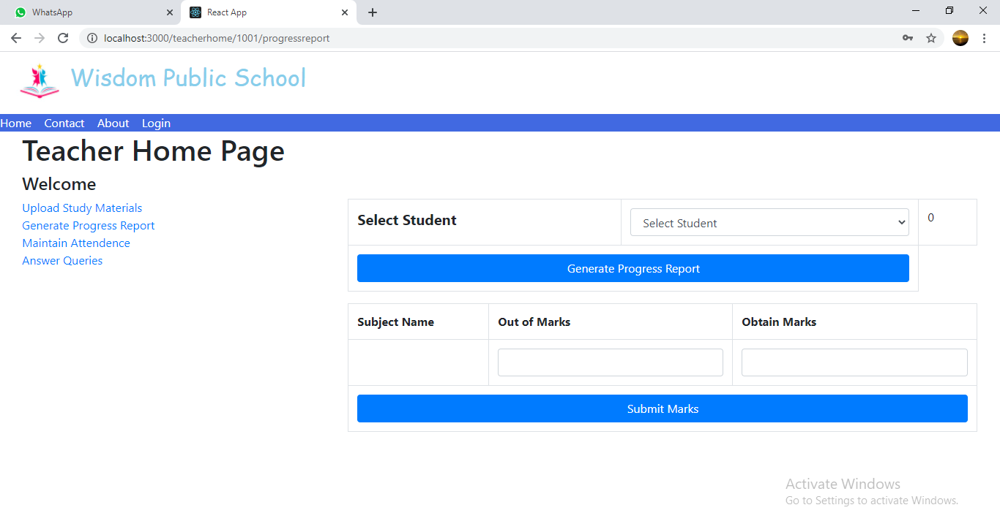 WhatsApp
React App
localhost:3000/teacherhome/1001/progressreport
Wisdom Public School
Home Contact About Login
Teacher Home Page
Welcome
Upload Study Materials
Generate Progress Report
Maintain Attendence
Answer Queries
Select Student Select Student 0
Generate Progress Report
Subject Name Out of Marks Obtain Marks
Submit Marks
Activate Windows
Go to Settings to activate Windows.